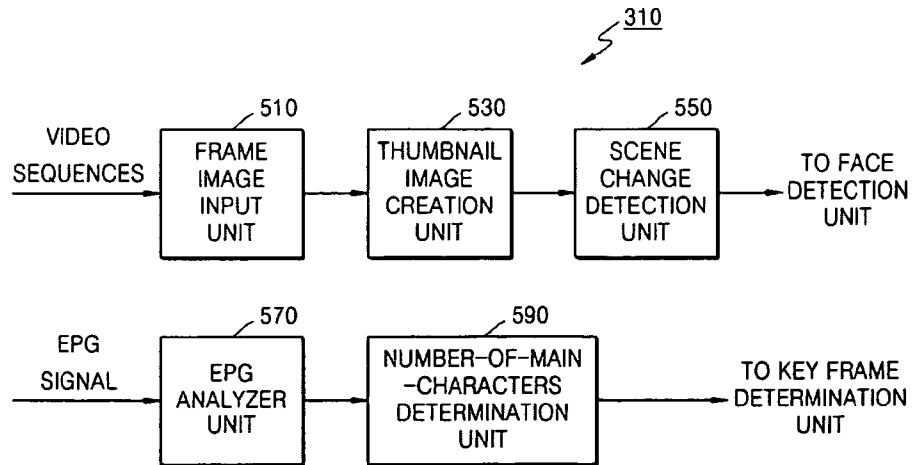 310
510
530
550
VIDEO
SEQUENCES
FRAME
IMAGE
INPUT
UNIT
THUMBNAIL
IMAGE
CREATION
UNIT
SCENE
CHANGE
DETECTION
UNIT
TO FACE
DETECTION
UNIT
570
590
EPG
SIGNAL
EPG
ANALYZER
UNIT
NUMBER-OF-MAIN
-CHARACTERS
DETERMINATION
UNIT
TO KEY FRAME
DETERMINATION
UNIT